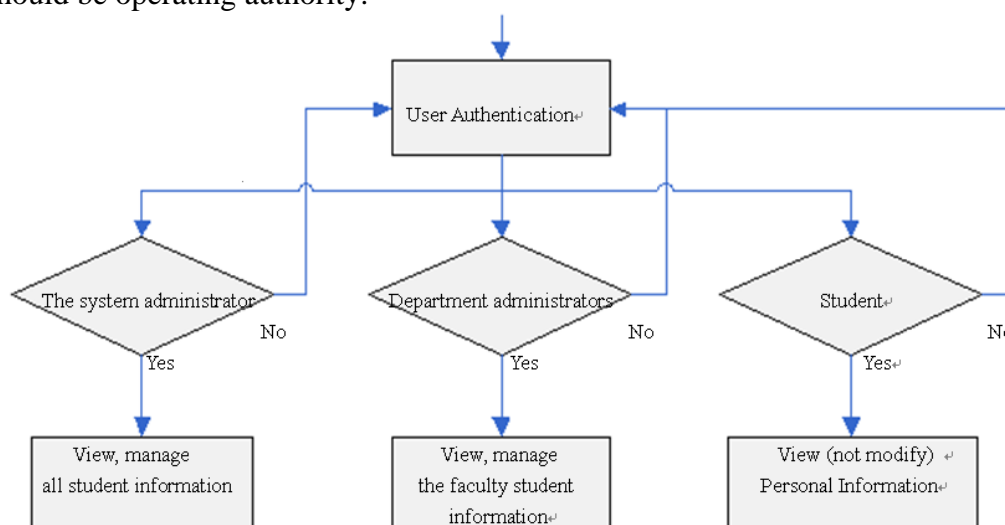 should be operating authority.
User Authentication
The system administrator
Department administrators
Student
No
No
No
Yes
Yes
Yes
View, manage
all student information
View, manage
the faculty student
information
View (not modify)
Personal Information